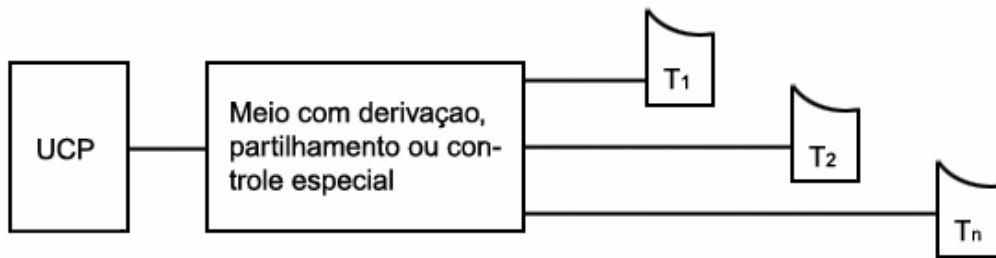 UCP
Meio com derivaçao,
partilhamento ou con-
trole especial
T1
T2
Tn